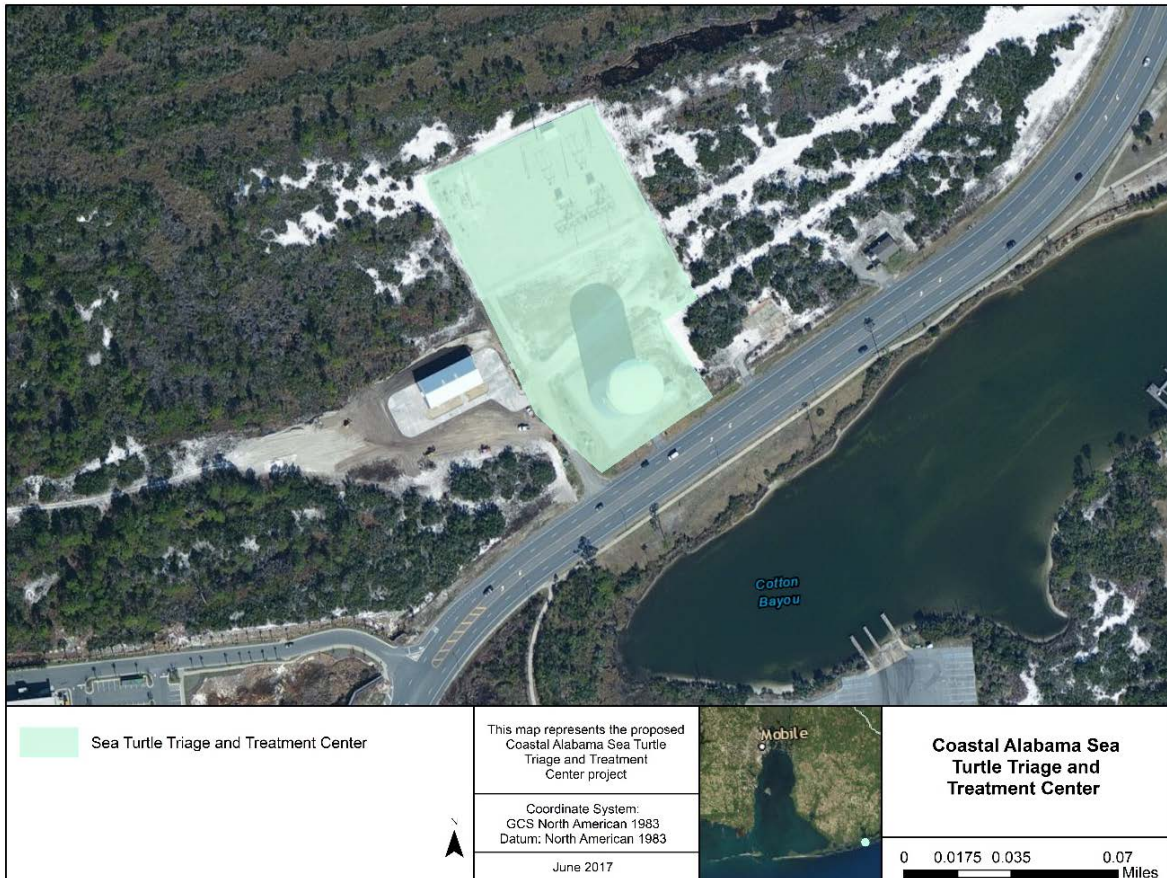 Cotton
Bayou
Sea Turtle Triage and Treatment Center
N
This map represents the proposed
Coastal Alabama Sea Turtle
Triage and Treatment
Center project
Coordinate System:
GCS North American 1983
Datum: North American 1983
June 2017
Mobile
Coastal Alabama Sea
Turtle Triage and
Treatment Center
0 0.0175 0.035 0.07
Miles